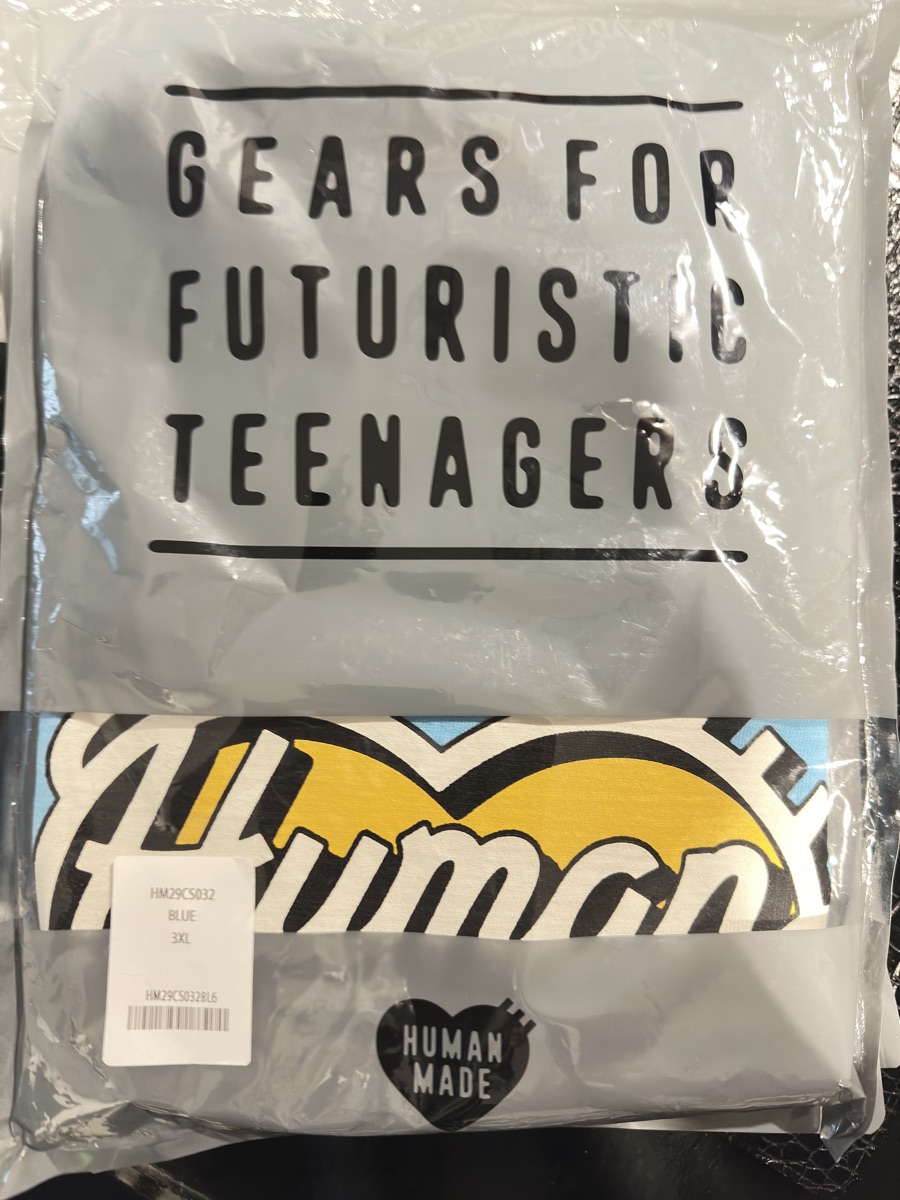 GEARS FOR
FUTURISTIC
TEENAGERS
Human
HM29CS032
BLUE
3XL
HM29CS032BL6
HUMAN
MADE